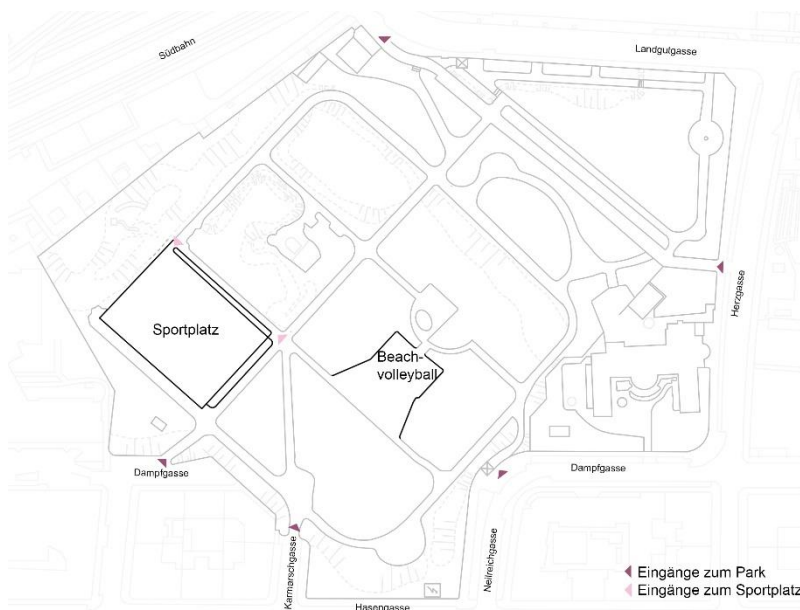 Südbahn
Landgutgasse
Herzgasse
Sportplatz
Beach-
volleyball
Dampfgasse
Dampfgasse
Neilreichgasse
Karmarschgasse
Hasengasse
Eingänge zum Park
Eingänge zum Sportplatz